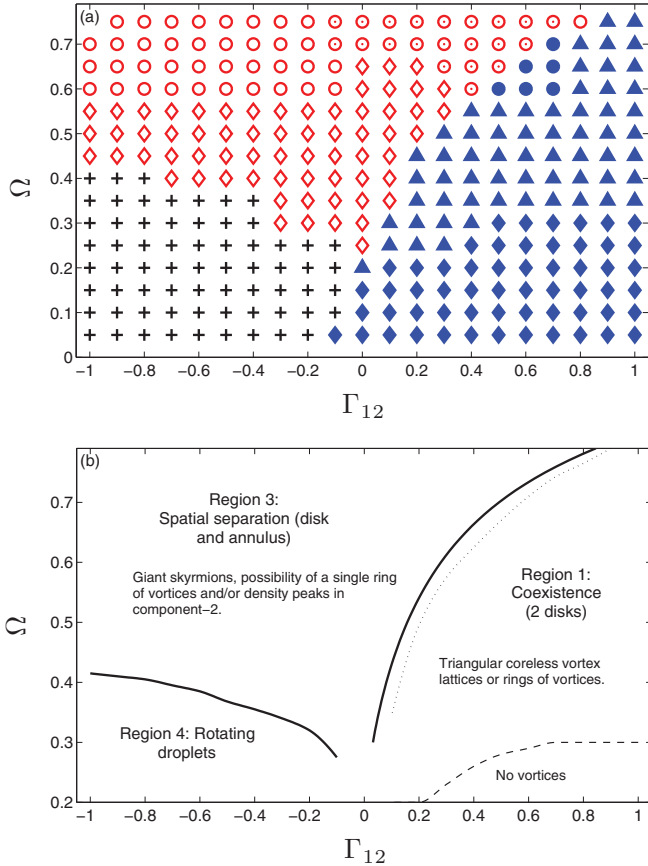 (a)
0.7
0.6
0.5
0.4
0.3
0.2
0.1
0
Ω
−1 −0.8 −0.6 −0.4 −0.2 0 0.2 0.4 0.6 0.8 1
Γ12
(b)
0.7
0.6
0.5
0.4
0.3
0.2
Ω
Region 3:
Spatial separation (disk
and annulus)
Giant skyrmions, possibility of a single ring
of vortices and/or density peaks in
component−2.
Region 1:
Coexistence
(2 disks)
Triangular coreless vortex
lattices or rings of vortices.
Region 4: Rotating
droplets
No vortices
−1 −0.8 −0.6 −0.4 −0.2 0 0.2 0.4 0.6 0.8 1
Γ12